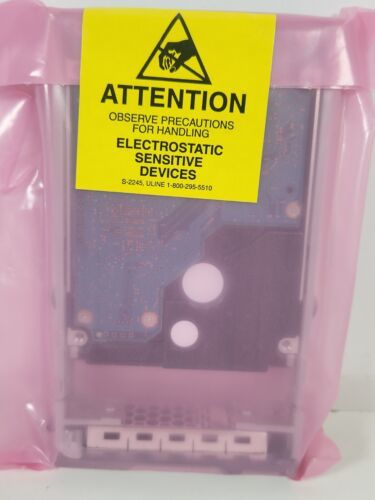 ATTENTION
OBSERVE PRECAUTIONS
FOR HANDLING
ELECTROSTATIC
SENSITIVE
DEVICES
S-2245, ULINE 1-800-295-5510